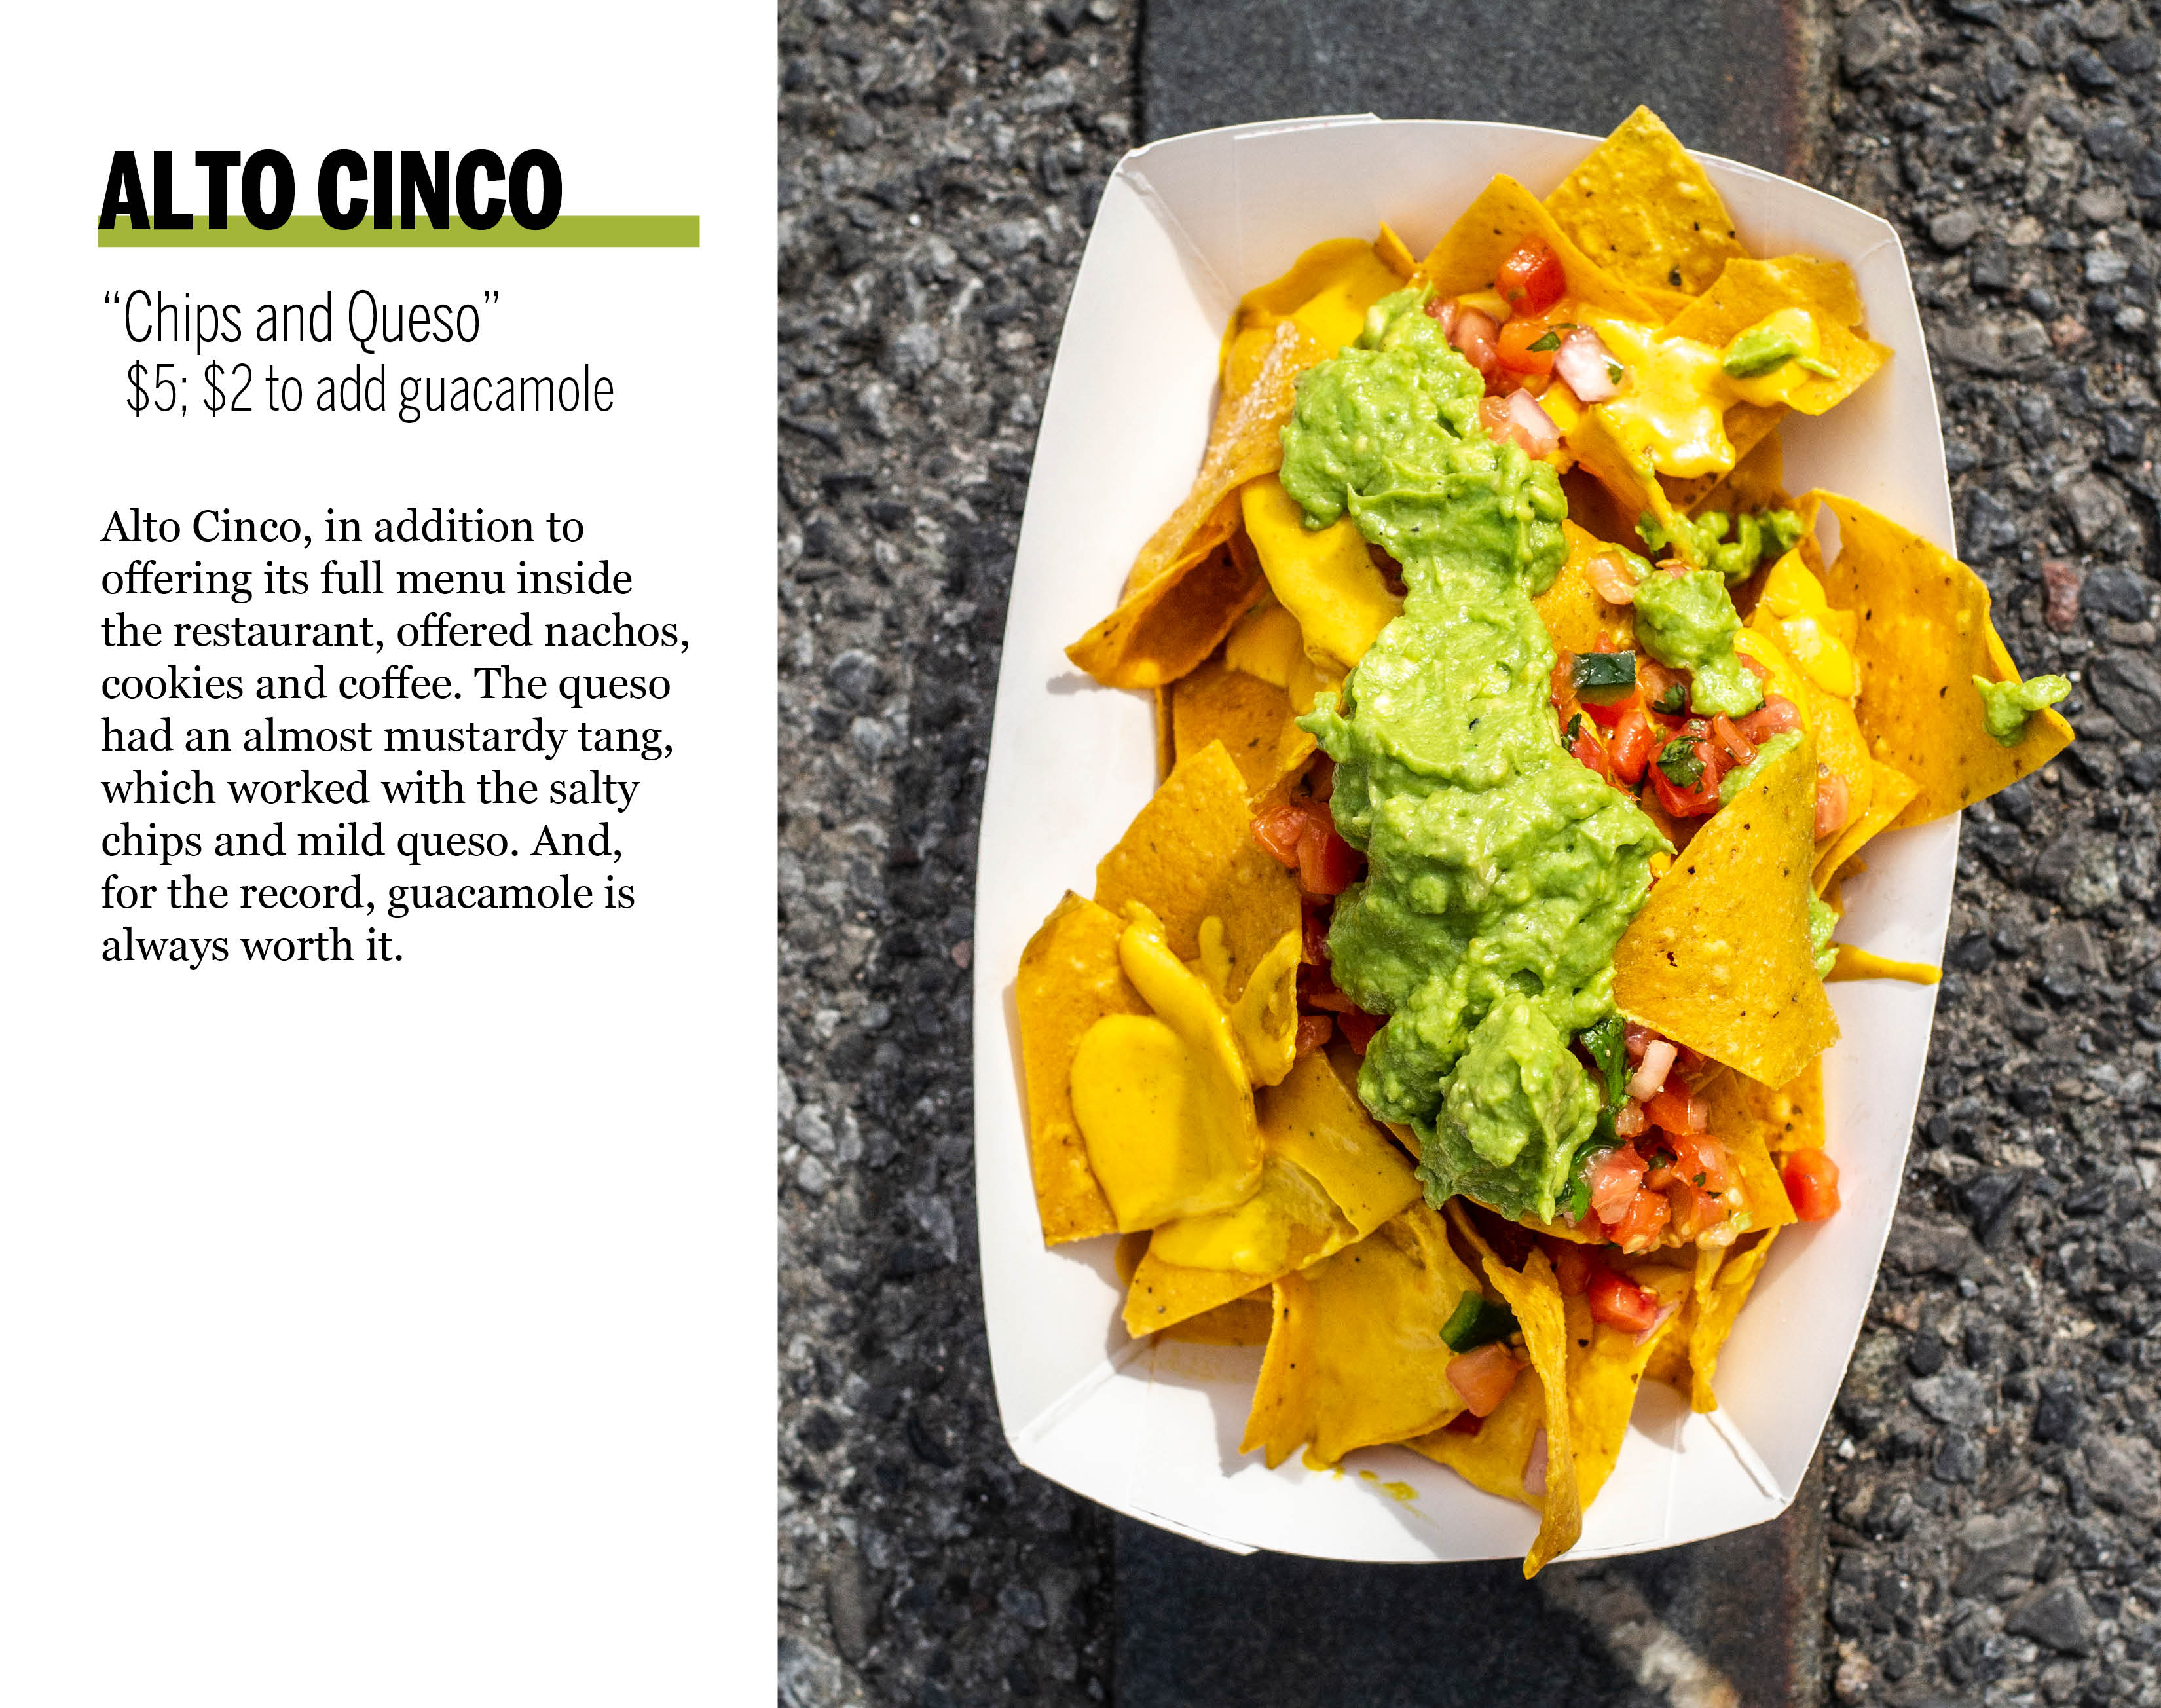 ALTO CINCO
“Chips and Queso”
$5; $2 to add guacamole
Alto Cinco, in addition to
offering its full menu inside
the restaurant, offered nachos,
cookies and coffee. The queso
had an almost mustardy tang,
which worked with the salty
chips and mild queso. And,
for the record, guacamole is
always worth it.